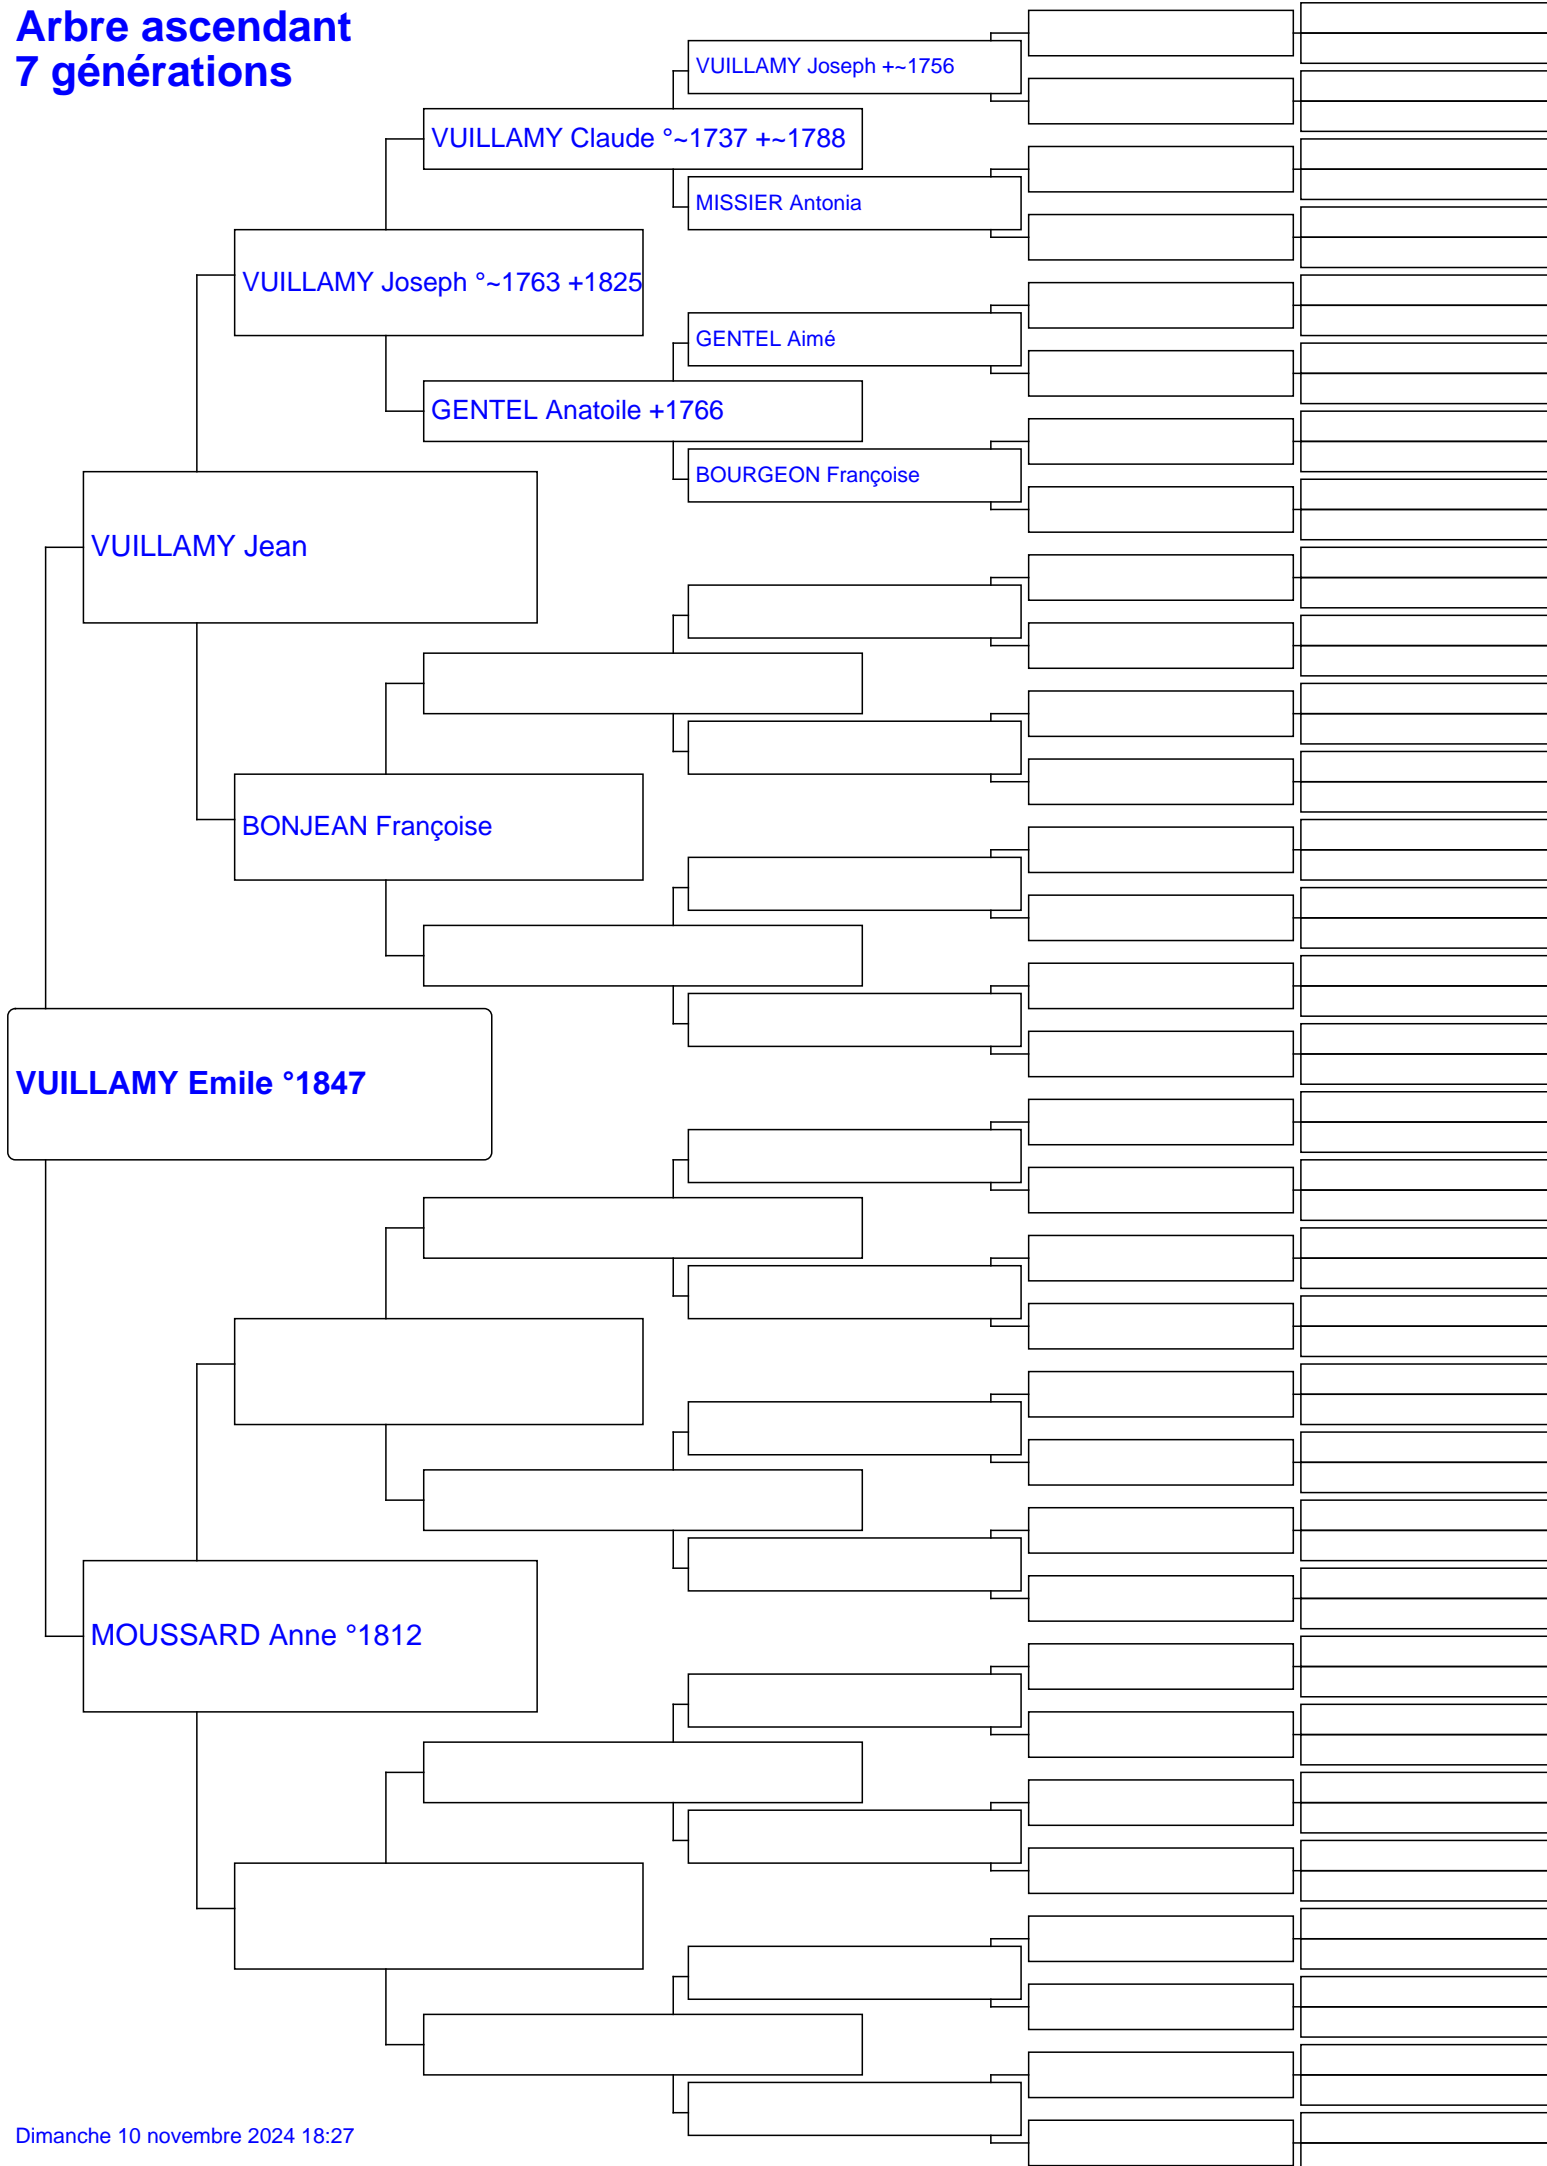 Arbre ascendant
7 générations
VUILLAMY Joseph +~1756
VUILLAMY Claude °~1737 +~1788
MISSIER Antonia
VUILLAMY Joseph °~1763 +1825
GENTEL Aimé
GENTEL Anatoile +1766
BOURGEON Françoise
VUILLAMY Jean
BONJEAN Françoise
VUILLAMY Emile °1847
MOUSSARD Anne °1812
Dimanche 10 novembre 2024 18:27